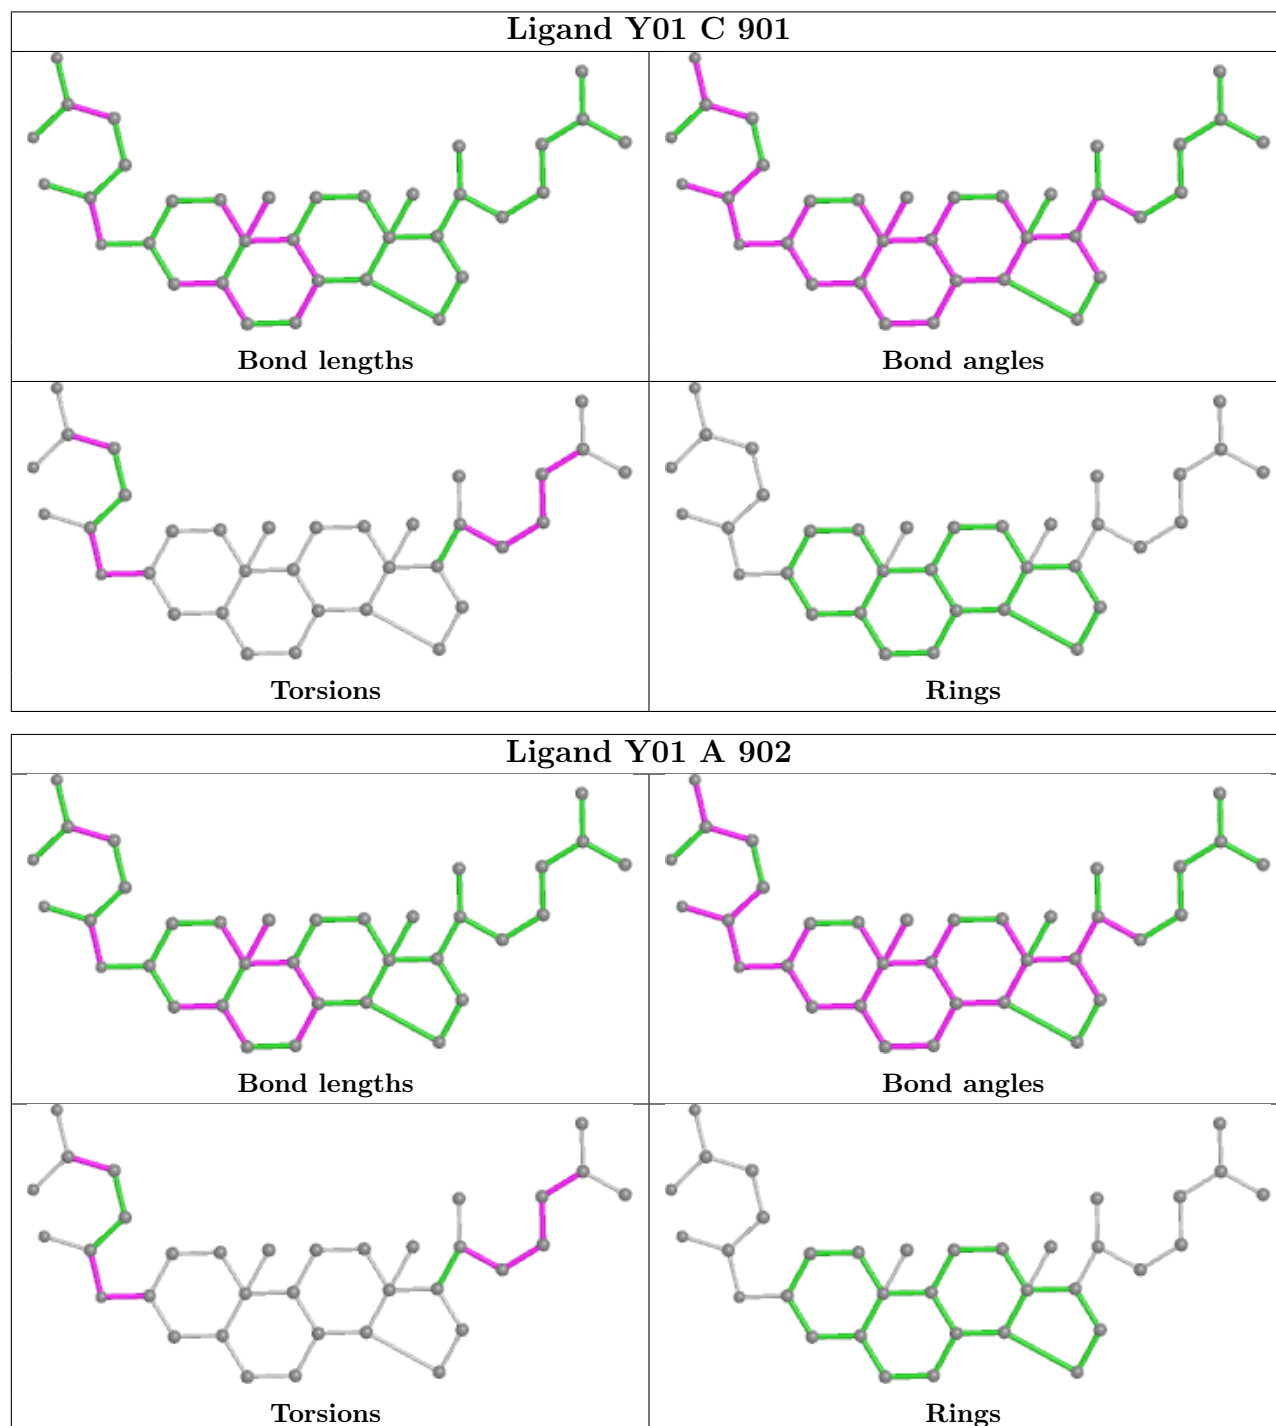 Ligand Y01 C 901
Bond lengths
Bond angles
Torsions
Rings
Ligand Y01 A 902
Bond lengths
Bond angles
Torsions
Rings